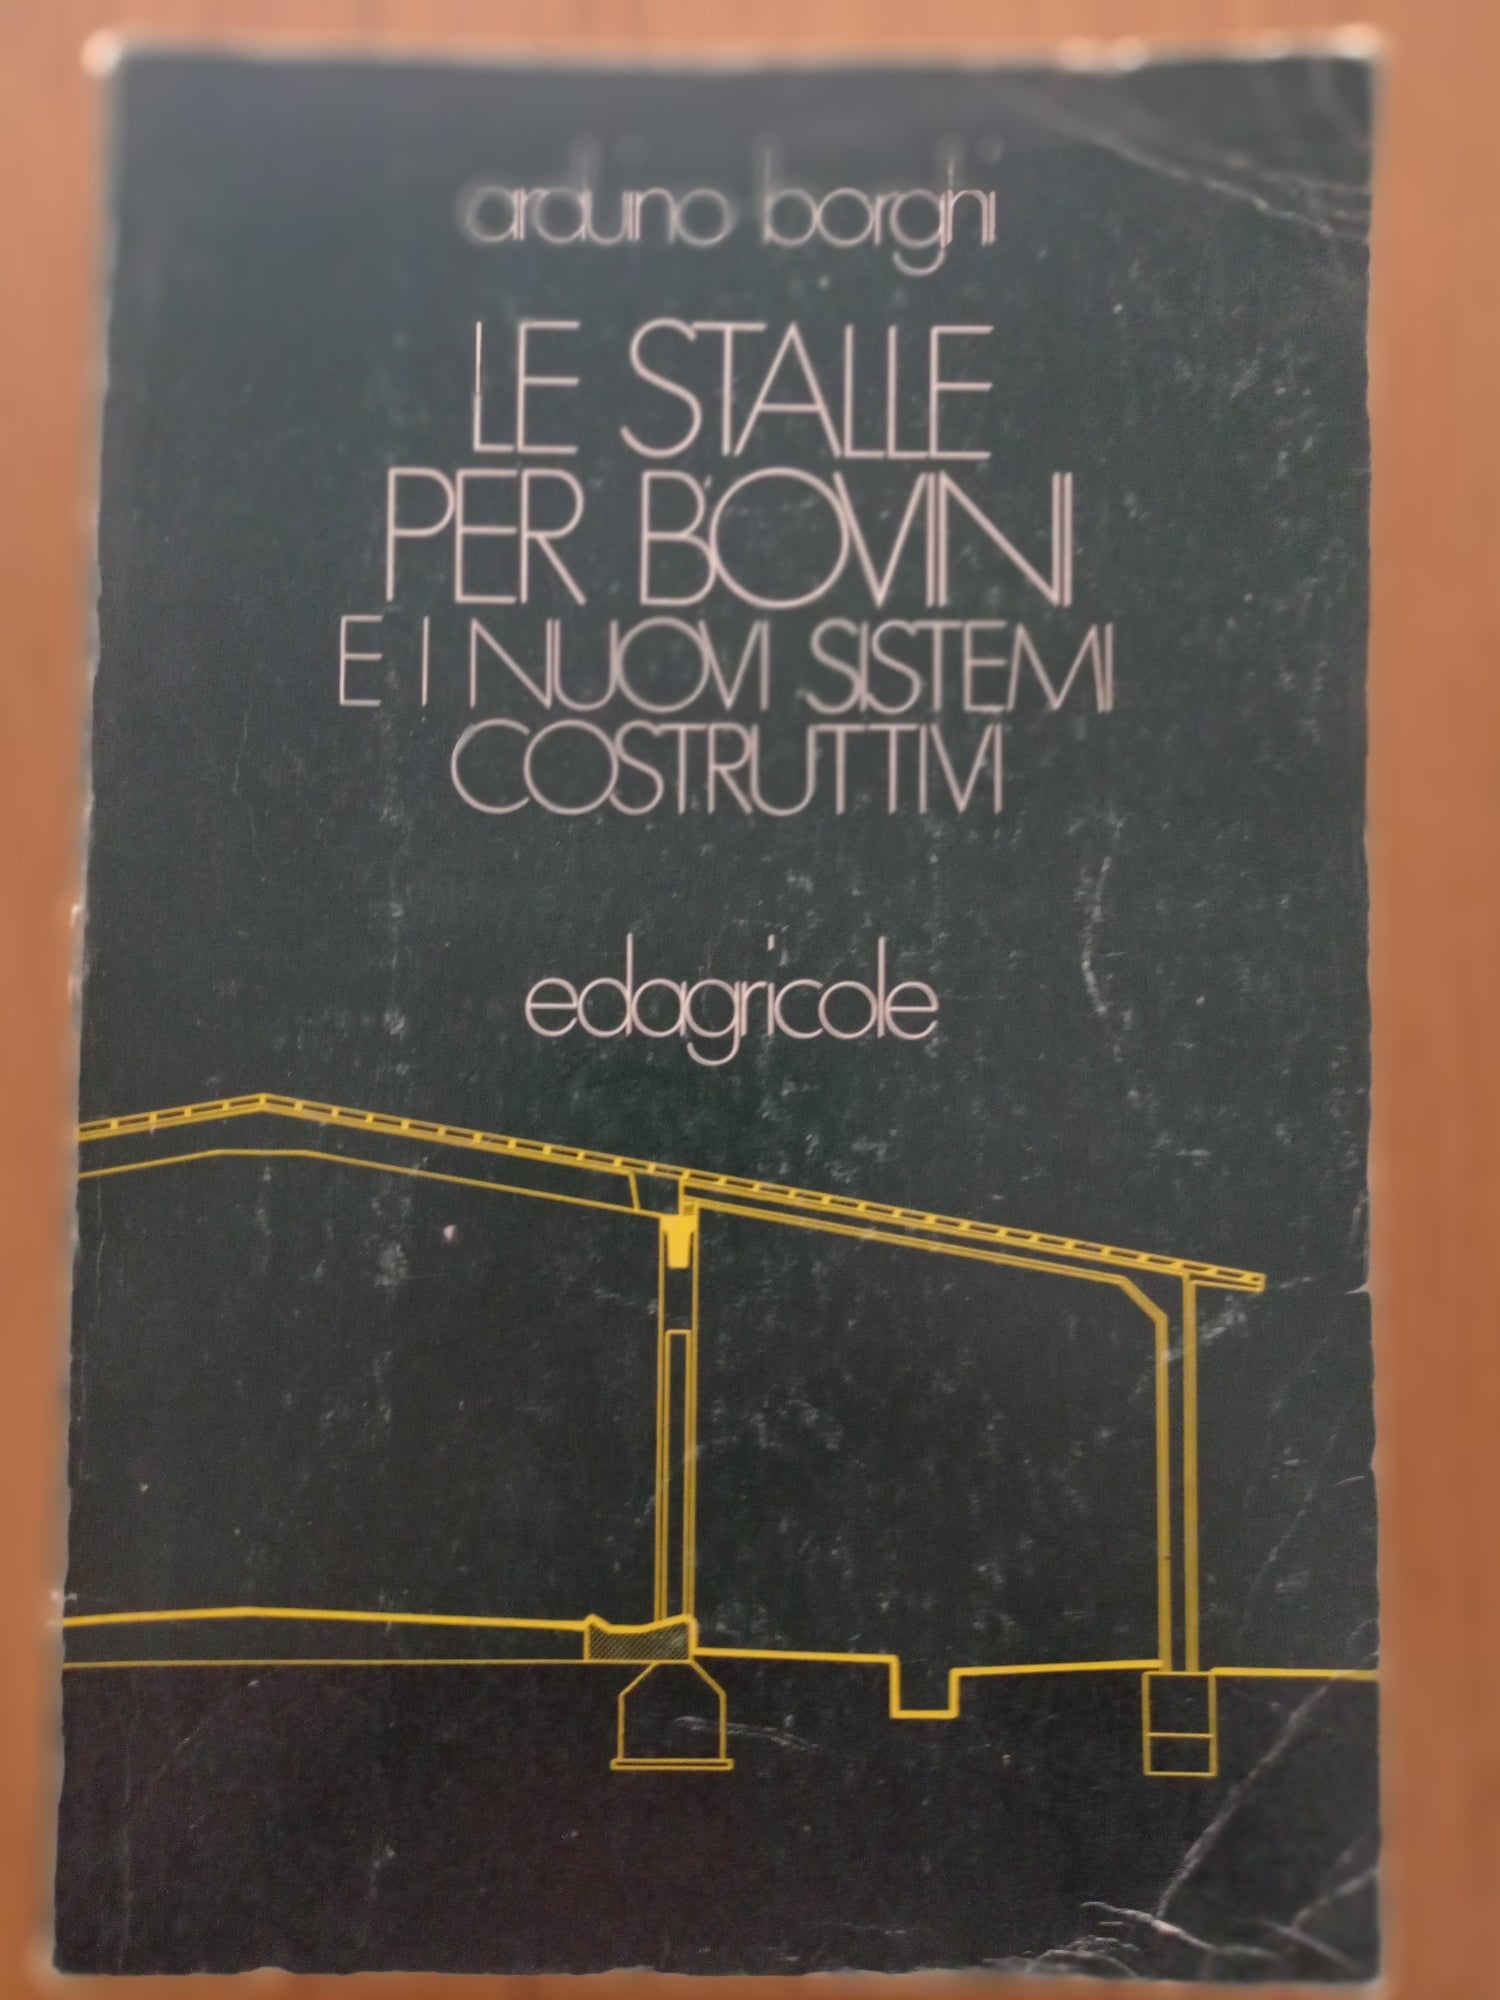 arduino borghi
LE STALLE
PER BOVINI
E I NUOVI SISTEMI
COSTRUTTIVI
edagricole